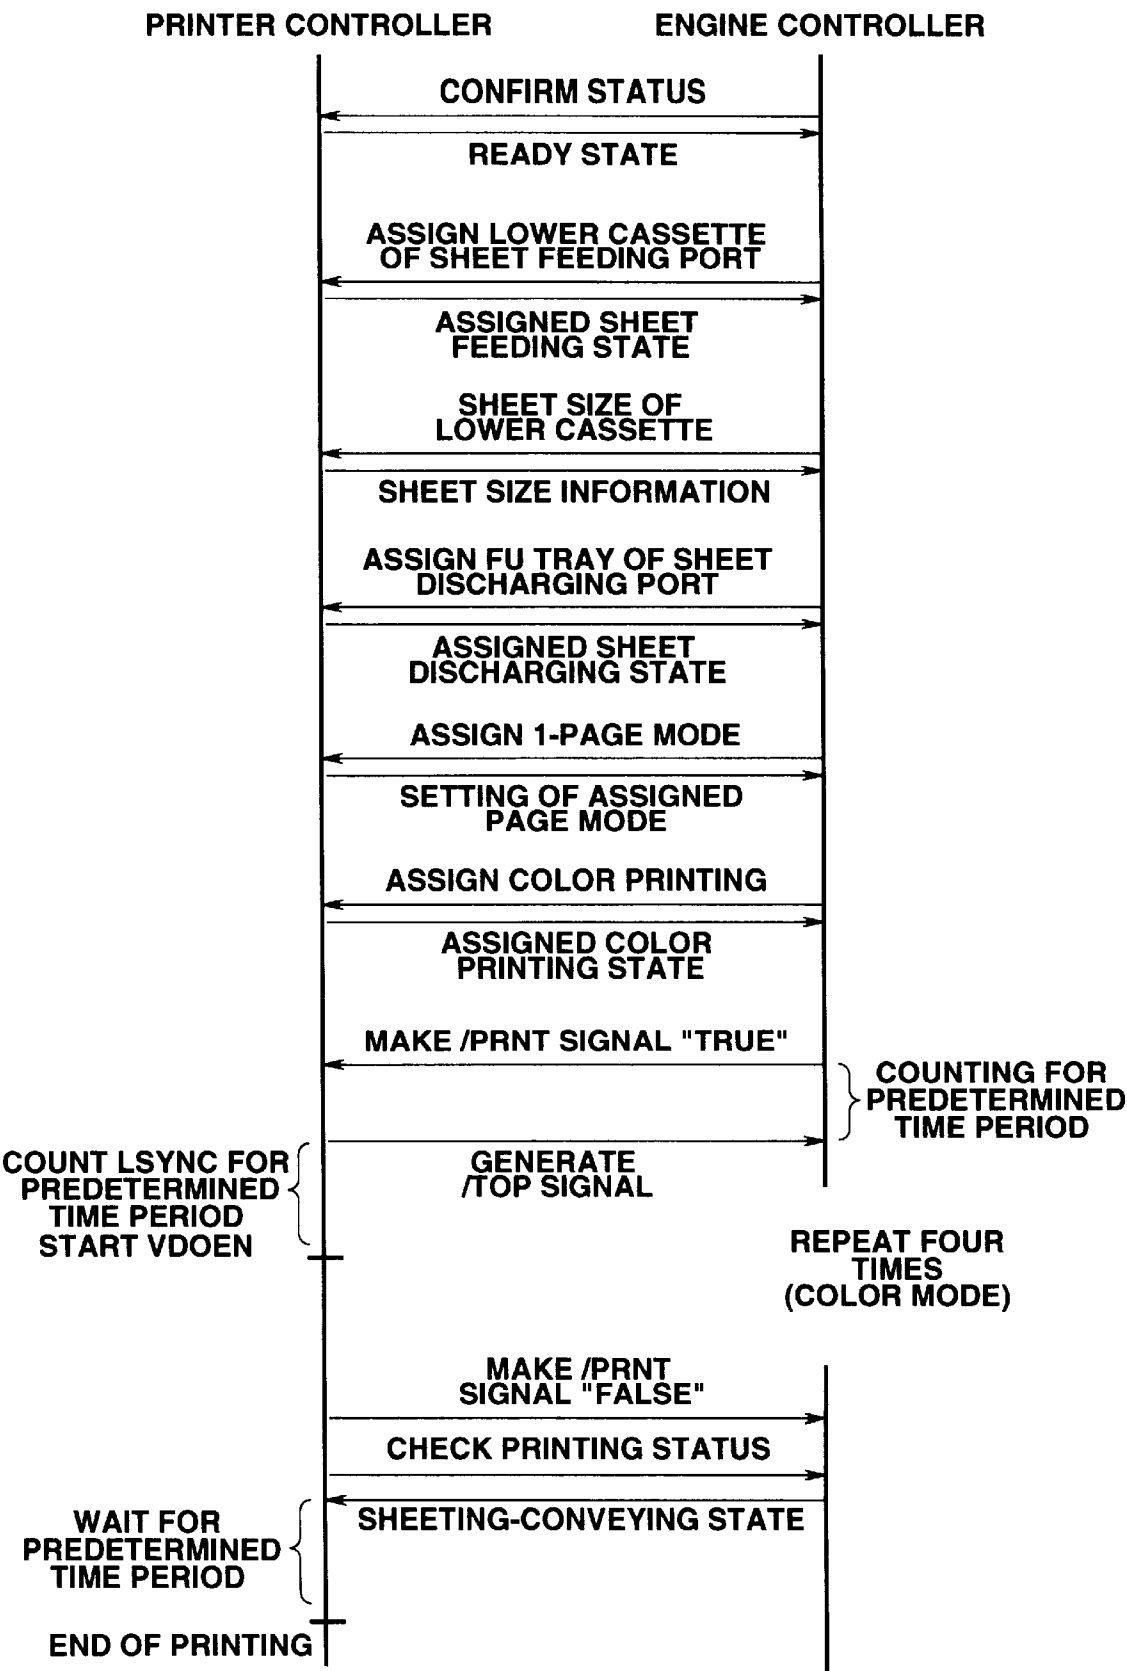 PRINTER CONTROLLER ENGINE CONTROLLER
CONFIRM STATUS
READY STATE
ASSIGN LOWER CASSETTE
OF SHEET FEEDING PORT
ASSIGNED SHEET
FEEDING STATE
SHEET SIZE OF
LOWER CASSETTE
SHEET SIZE INFORMATION
ASSIGN FU TRAY OF SHEET
DISCHARGING PORT
ASSIGNED SHEET
DISCHARGING STATE
ASSIGN 1-PAGE MODE
SETTING OF ASSIGNED
PAGE MODE
ASSIGN COLOR PRINTING
ASSIGNED COLOR
PRINTING STATE
MAKE /PRNT SIGNAL "TRUE"
COUNTING FOR
PREDETERMINED
TIME PERIOD
GENERATE
/TOP SIGNAL
COUNT LSYNC FOR
PREDETERMINED
TIME PERIOD
START VDOEN
REPEAT FOUR
TIMES
(COLOR MODE)
MAKE /PRNT
SIGNAL "FALSE"
CHECK PRINTING STATUS
SHEETING-CONVEYING STATE
WAIT FOR
PREDETERMINED
TIME PERIOD
END OF PRINTING